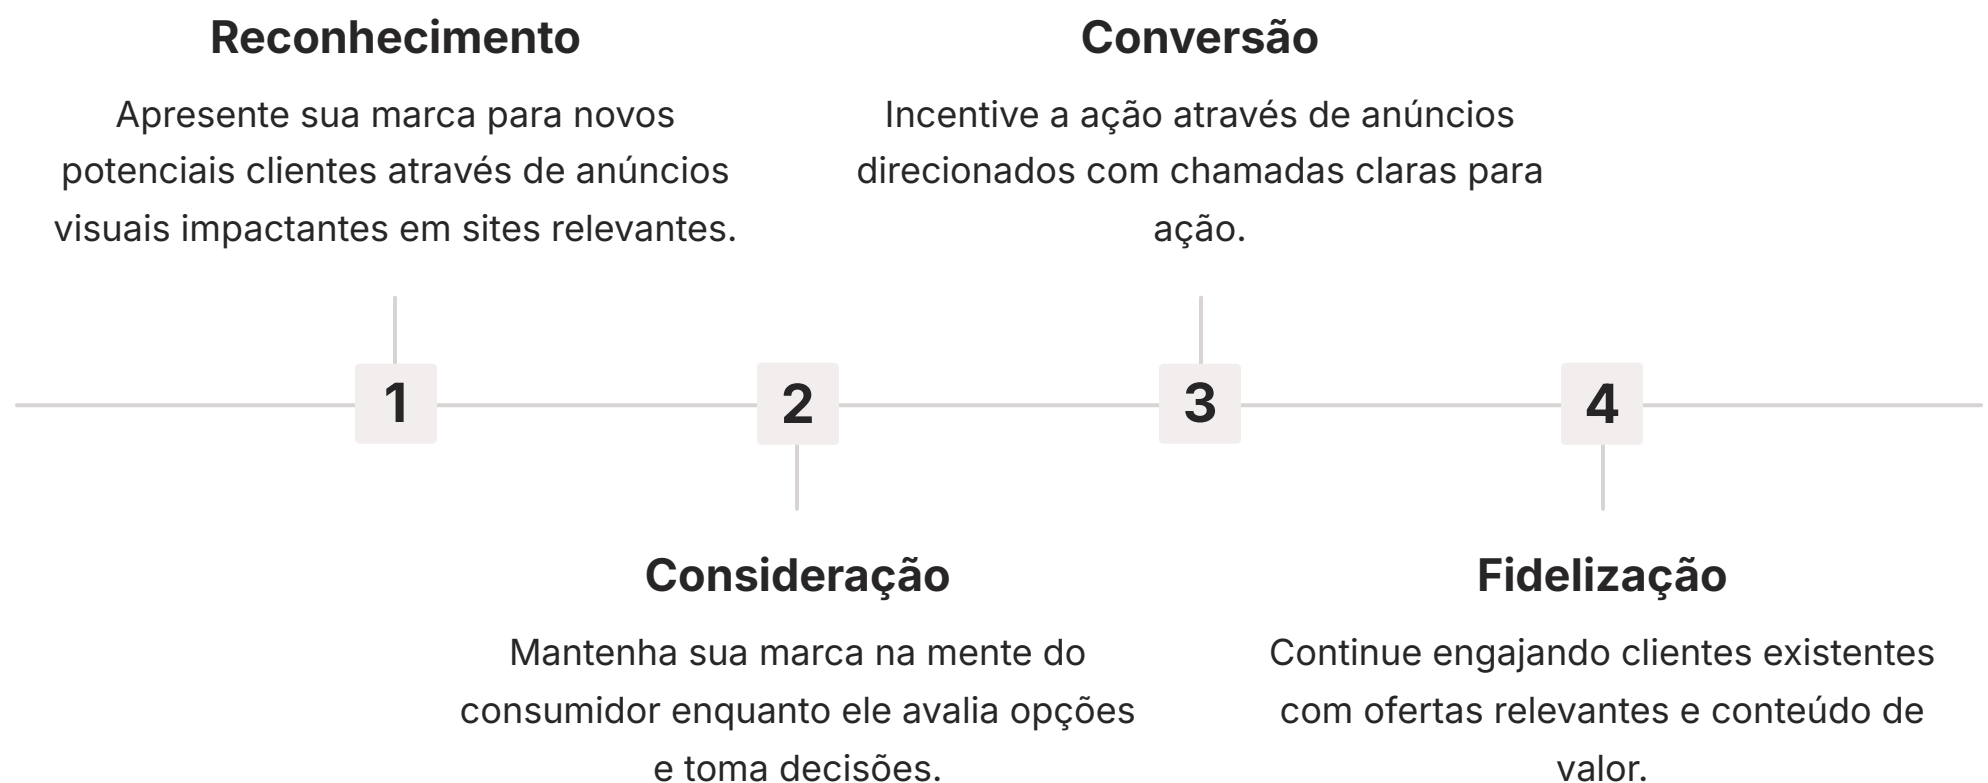 Reconhecimento
Apresente sua marca para novos
potenciais clientes através de anúncios
visuais impactantes em sites relevantes.
Conversão
Incentive a ação através de anúncios
direcionados com chamadas claras para
ação.
1
2
3
4
Consideração
Mantenha sua marca na mente do
consumidor enquanto ele avalia opções
e toma decisões.
Fidelização
Continue engajando clientes existentes
com ofertas relevantes e conteúdo de
valor.